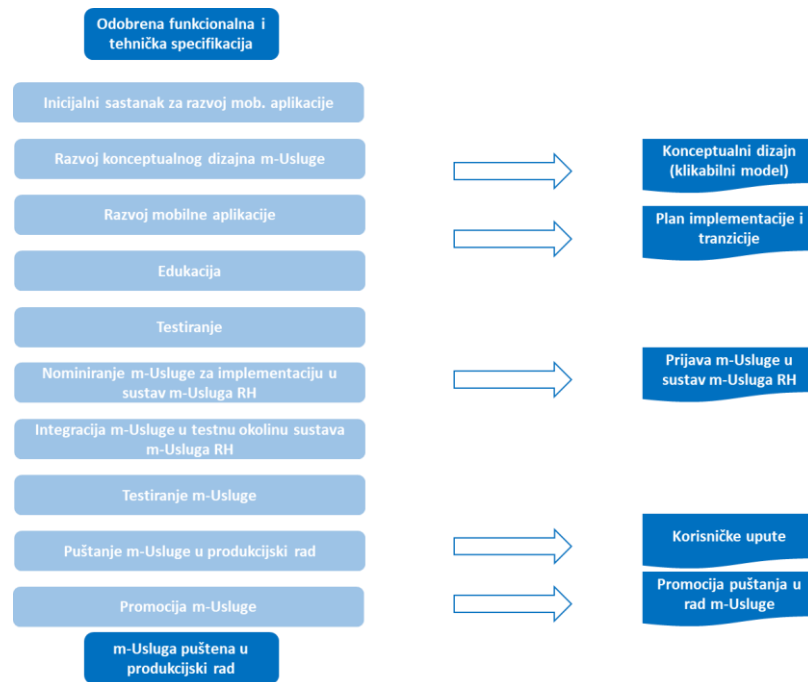 Odobrena funkcionalna i
tehnička specifikacija
Inicijalni sastanak za razvoj mob. aplikacije
Razvoj konceptualnog dizajna m-Usluge
Konceptualni dizajn
(klikabilni model)
Razvoj mobilne aplikacije
Plan implementacije i
tranzicije
Edukacija
Testiranje
Nominiranje m-Usluge za implementaciju u
sustav m-Usluga RH
Prijava m-Usluge u
sustav m-Usluga RH
Integracija m-Usluge u testnu okolinu sustava
m-Usluga RH
Testiranje m-Usluge
Puštanje m-Usluge u produkcijski rad
Korisničke upute
Promocija m-Usluge
Promocija puštanja u
rad m-Usluge
m-Usluga puštena u
produkcijski rad